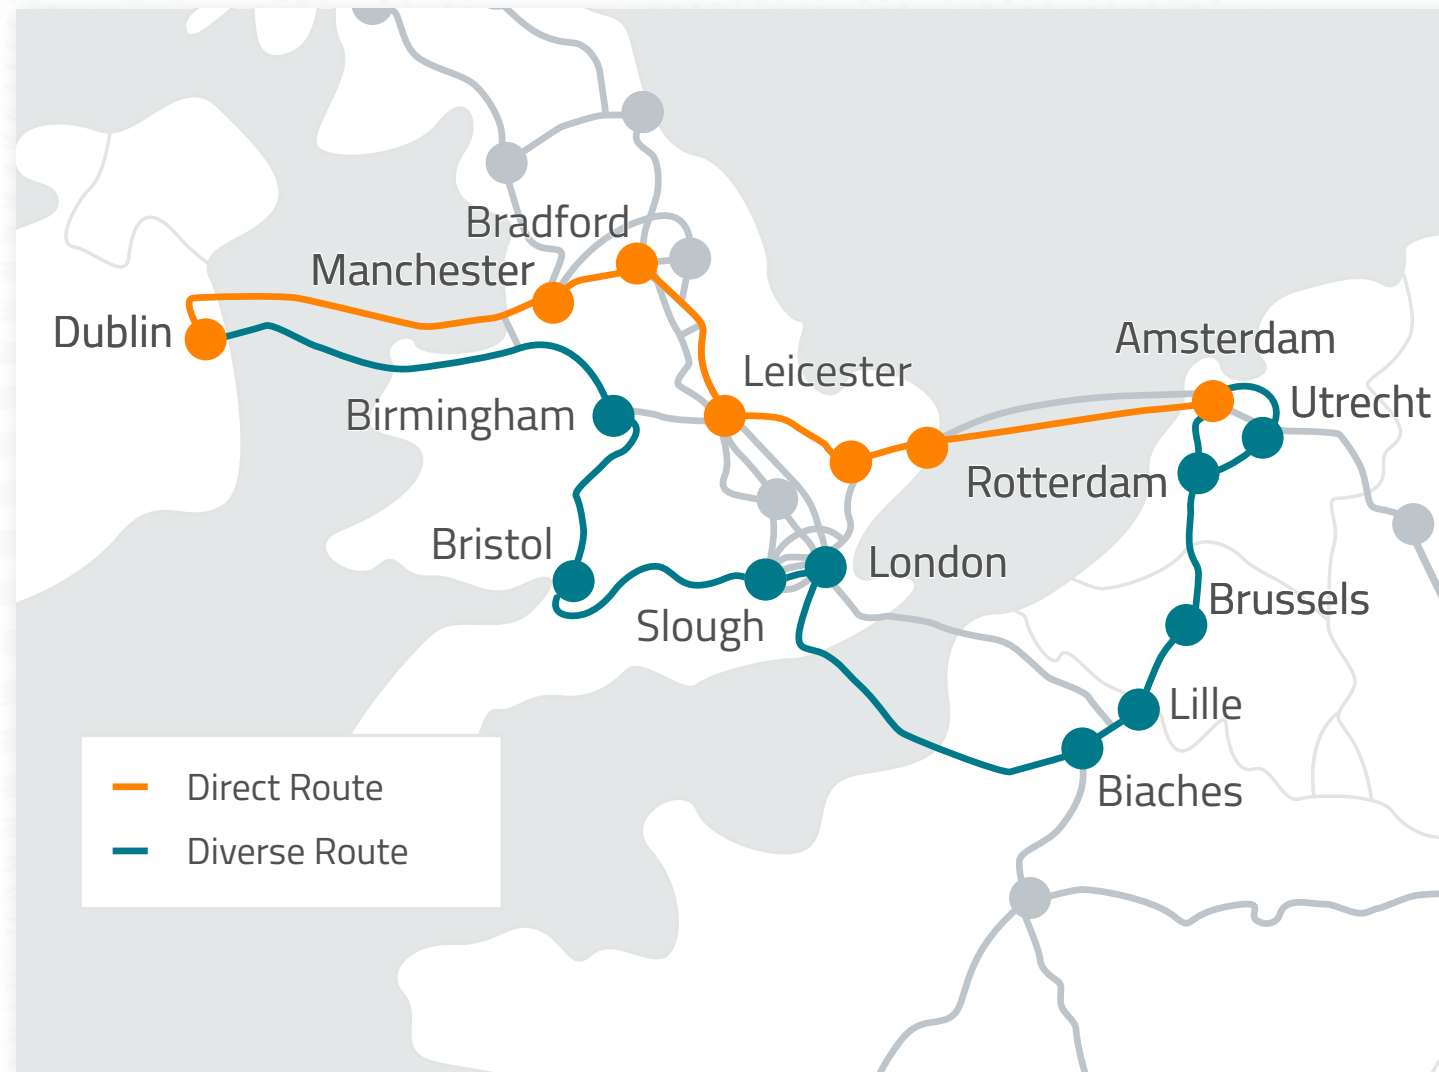 Bradford
Manchester
Dublin
Amsterdam
Leicester
Utrecht
Birmingham
Rotterdam
Bristol
London
Brussels
Slough
Lille
Biaches
Direct Route
Diverse Route